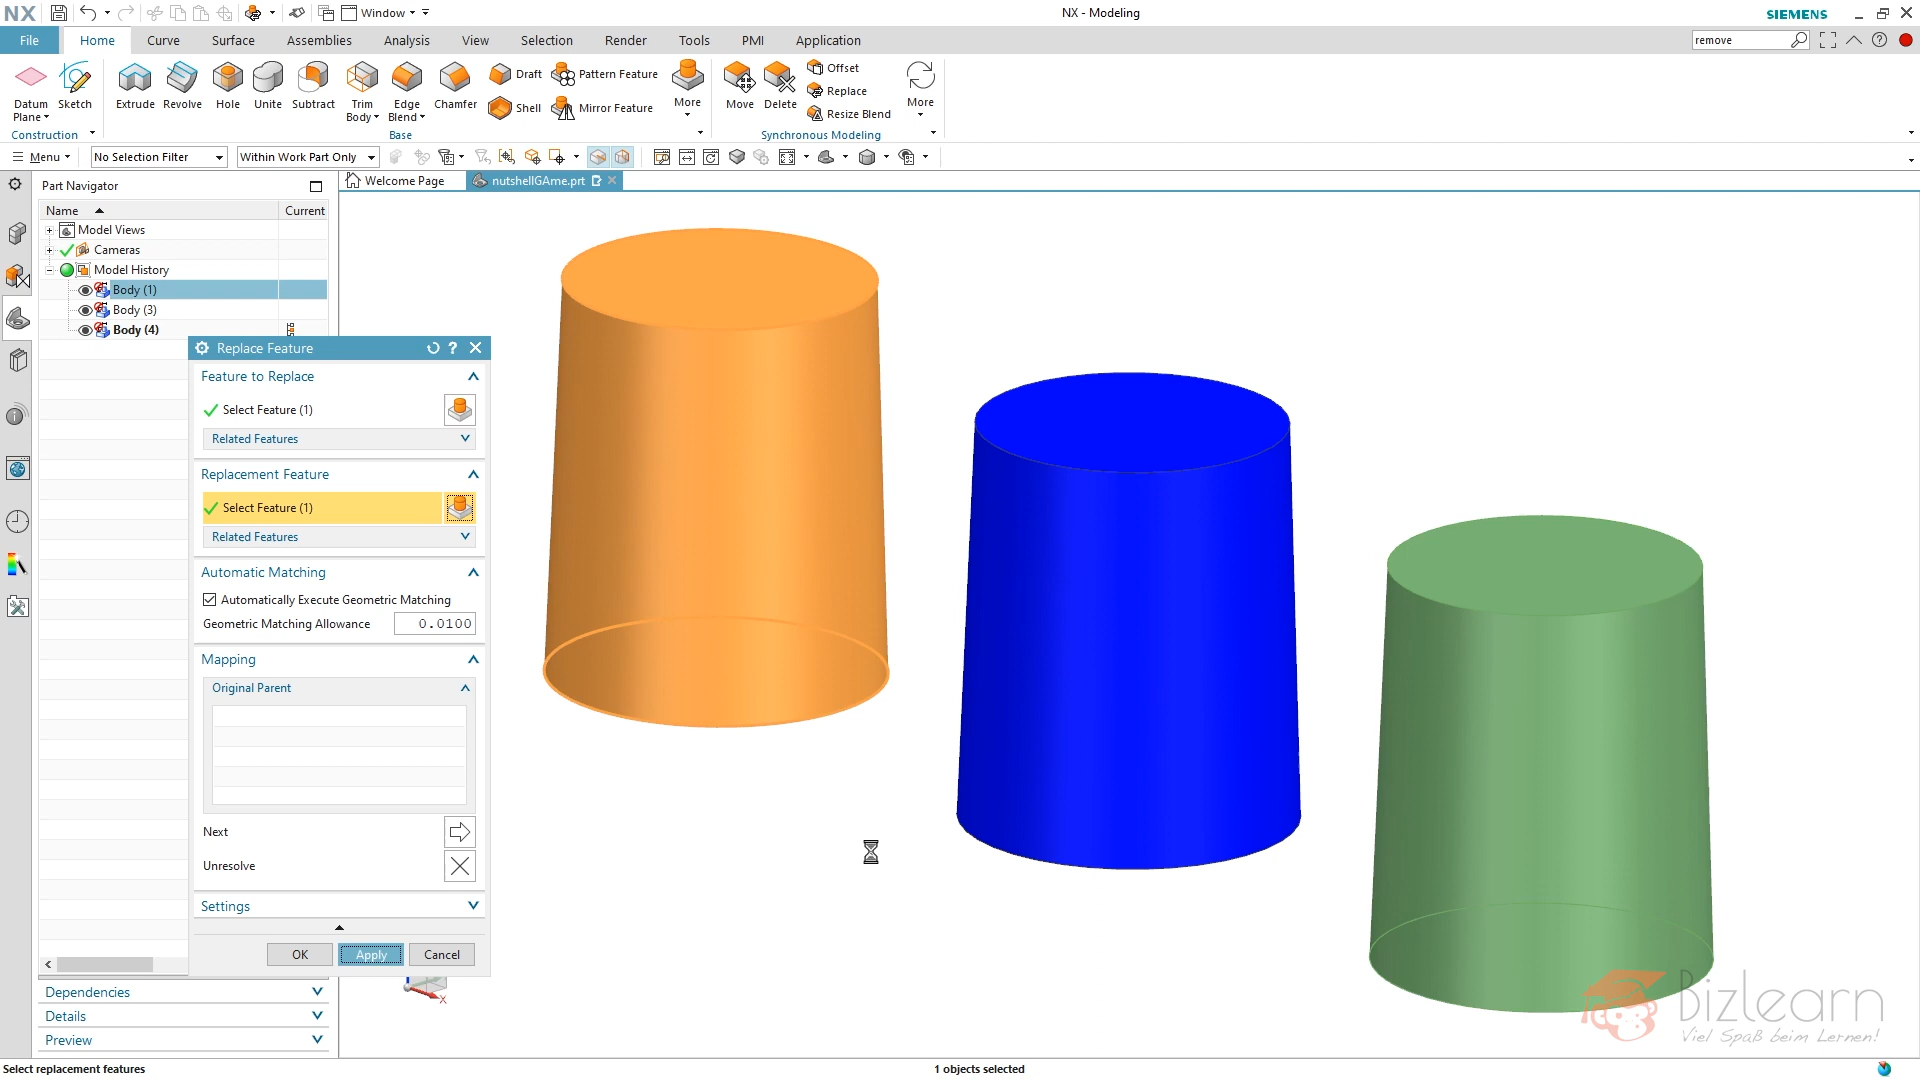 NX
Window
NX - Modeling
SIEMENS
File
Home
Curve
Surface
Assemblies
Analysis
View
Selection
Render
Tools
PMI
Application
remove
Datum Plane
Sketch
Extrude
Revolve
Hole
Unite
Subtract
Trim Body
Edge Blend
Chamfer
Draft
Shell
Pattern Feature
Mirror Feature
More
Move
Delete
Offset
Replace
Resize Blend
More
Construction
Base
Synchronous Modeling
Menu
No Selection Filter
Within Work Part Only
Part Navigator
Welcome Page
nutshellGAme.prt
Name
Current
Model Views
Cameras
Model History
Body (1)
Body (3)
Body (4)
Replace Feature
Feature to Replace
Select Feature (1)
Related Features
Replacement Feature
Select Feature (1)
Related Features
Automatic Matching
Automatically Execute Geometric Matching
Geometric Matching Allowance
0.0100
Mapping
Original Parent
Next
Unresolve
Settings
OK
Apply
Cancel
X
Dependencies
Details
Preview
Bizlearn
Viel Spaß beim Lernen!
Select replacement features
1 objects selected